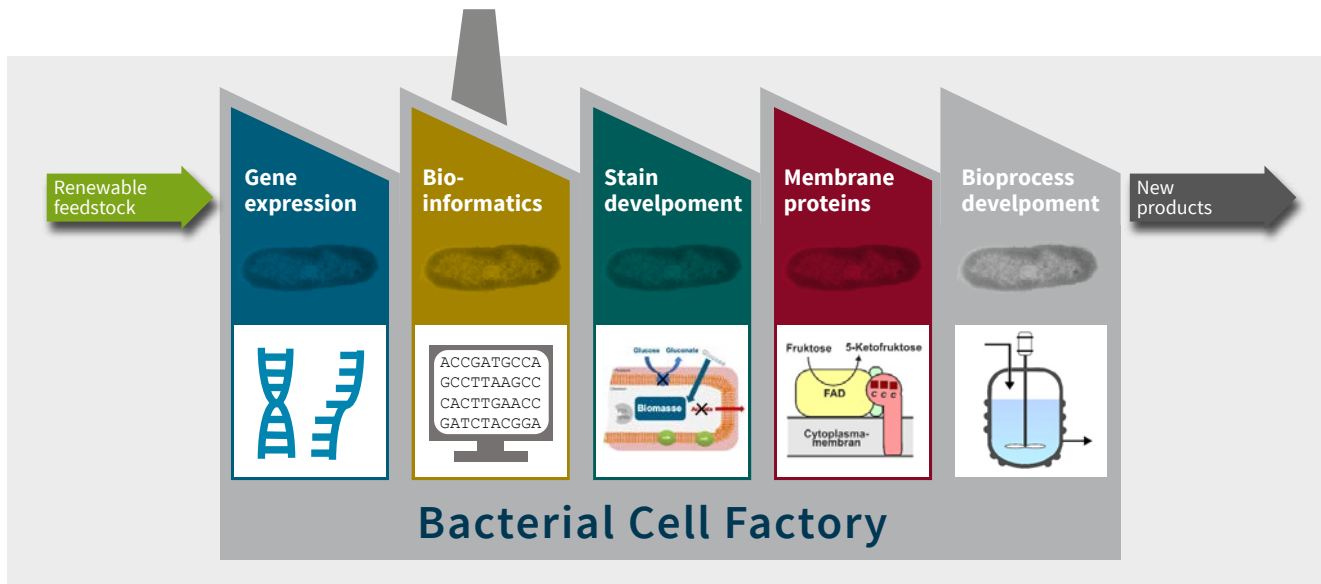 Renewable
feedstock
Gene
expression
Bio-
informatics
Stain
develpoment
Membrane
proteins
Bioprocess
develpoment
New
products
ACCGATGCCA
GCCTTAAGCC
CACTTGAACC
GATCTACGGA
Glucose Gluconate
Biomasse
Fruktose 5-Ketofruktose
FAD
C C C
Cytoplasma-
membran
Bacterial Cell Factory